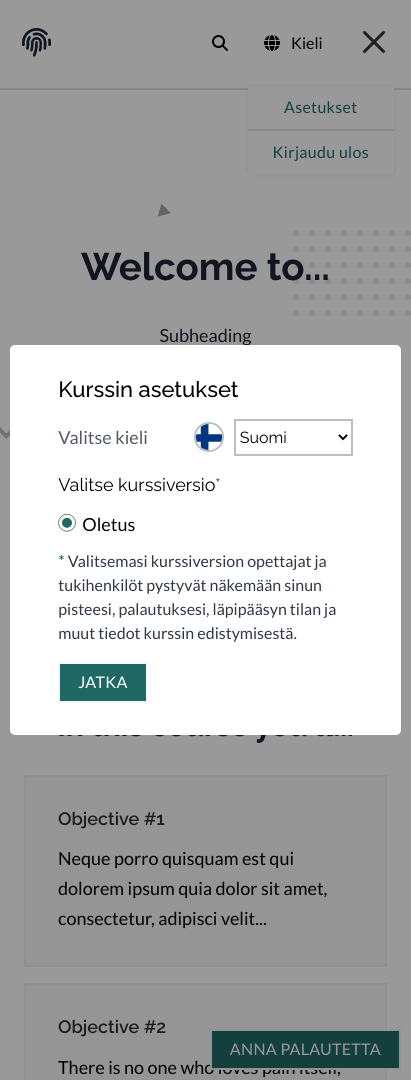 Kieli
Asetukset
Kirjaudu ulos
Welcome to...
Subheading
Kurssin asetukset
Valitse kieli
Suomi
Valitse kurssiversio*
Oletus
* Valitsemasi kurssiversion opettajat ja
tukihenkilöt pystyvät näkemään sinun
pisteesi, palautuksesi, läpipääsyn tilan ja
muut tiedot kurssin edistymisestä.
JATKA
Objective #1
Neque porro quisquam est qui
dolorem ipsum quia dolor sit amet,
consectetur, adipisci velit...
Objective #2
ANNA PALAUTETTA
There is no one who loves pain itself,